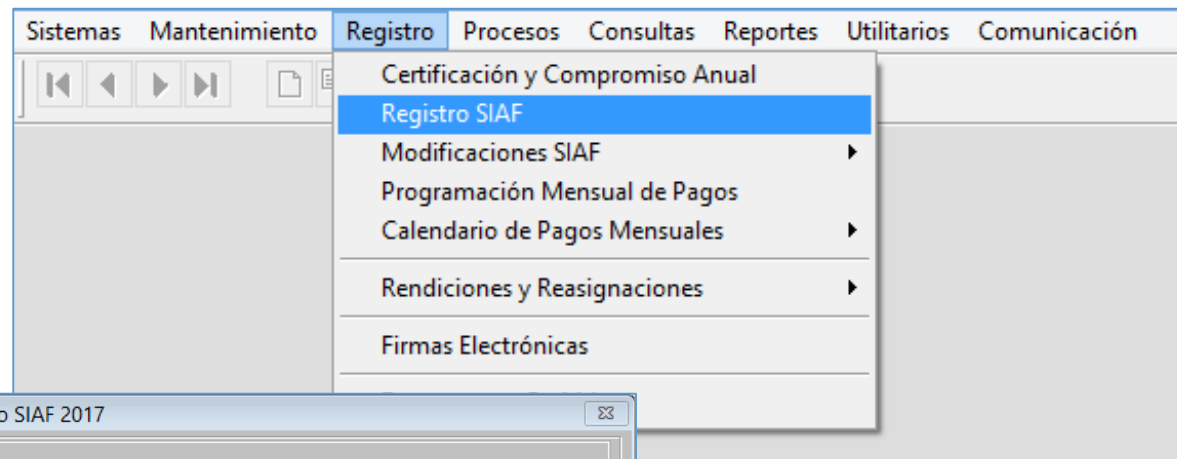 Sistemas Mantenimiento Registro Procesos Consultas Reportes Utilitarios Comunicación
Certificación y Compromiso Anual
Registro SIAF
Modificaciones SIAF
Programación Mensual de Pagos
Calendario de Pagos Mensuales
Rendiciones y Reasignaciones
Firmas Electrónicas
o SIAF 2017